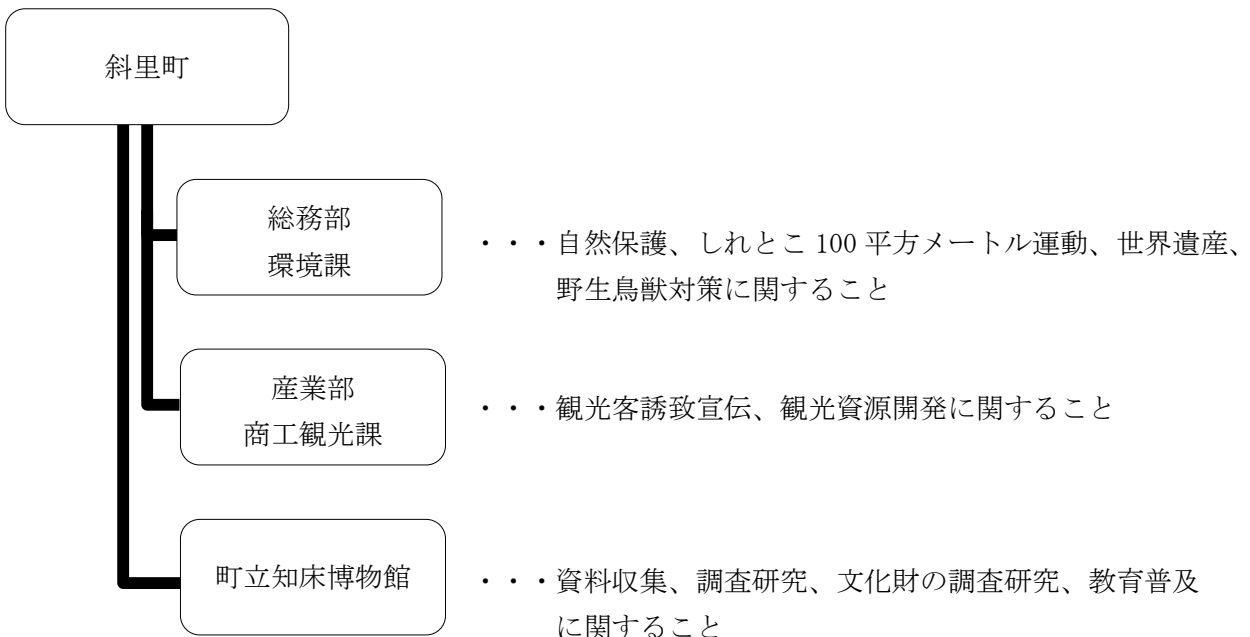 斜里町
総務部
環境課
・・・自然保護、しれとこ 100 平方メートル運動、世界遺産、
野生鳥獣対策に関すること
産業部
商工観光課
・・・観光客誘致宣伝、観光資源開発に関すること
町立知床博物館
・・・資料収集、調査研究、文化財の調査研究、教育普及
に関すること